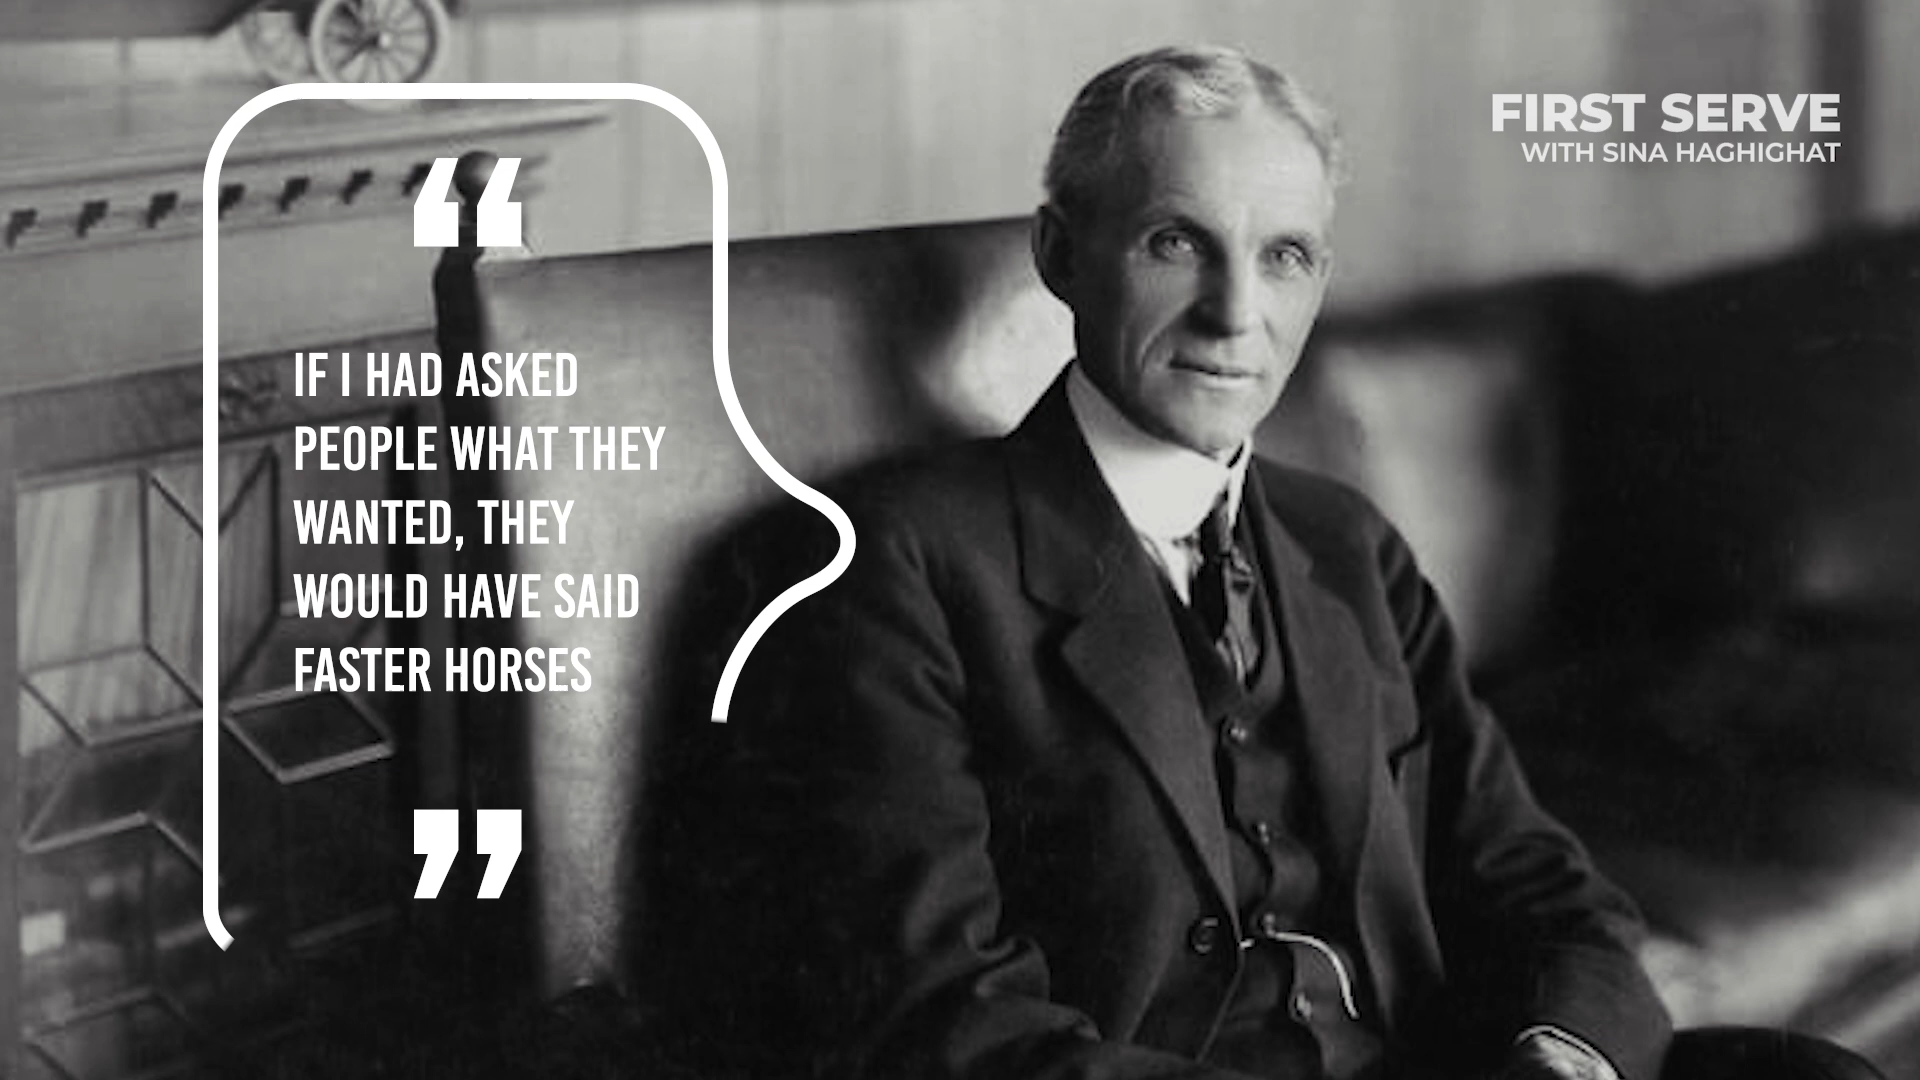 FIRST SERVE
WITH SINA HAGHIGHAT
“
IF I HAD ASKED
PEOPLE WHAT THEY
WANTED, THEY
WOULD HAVE SAID
FASTER HORSES
”